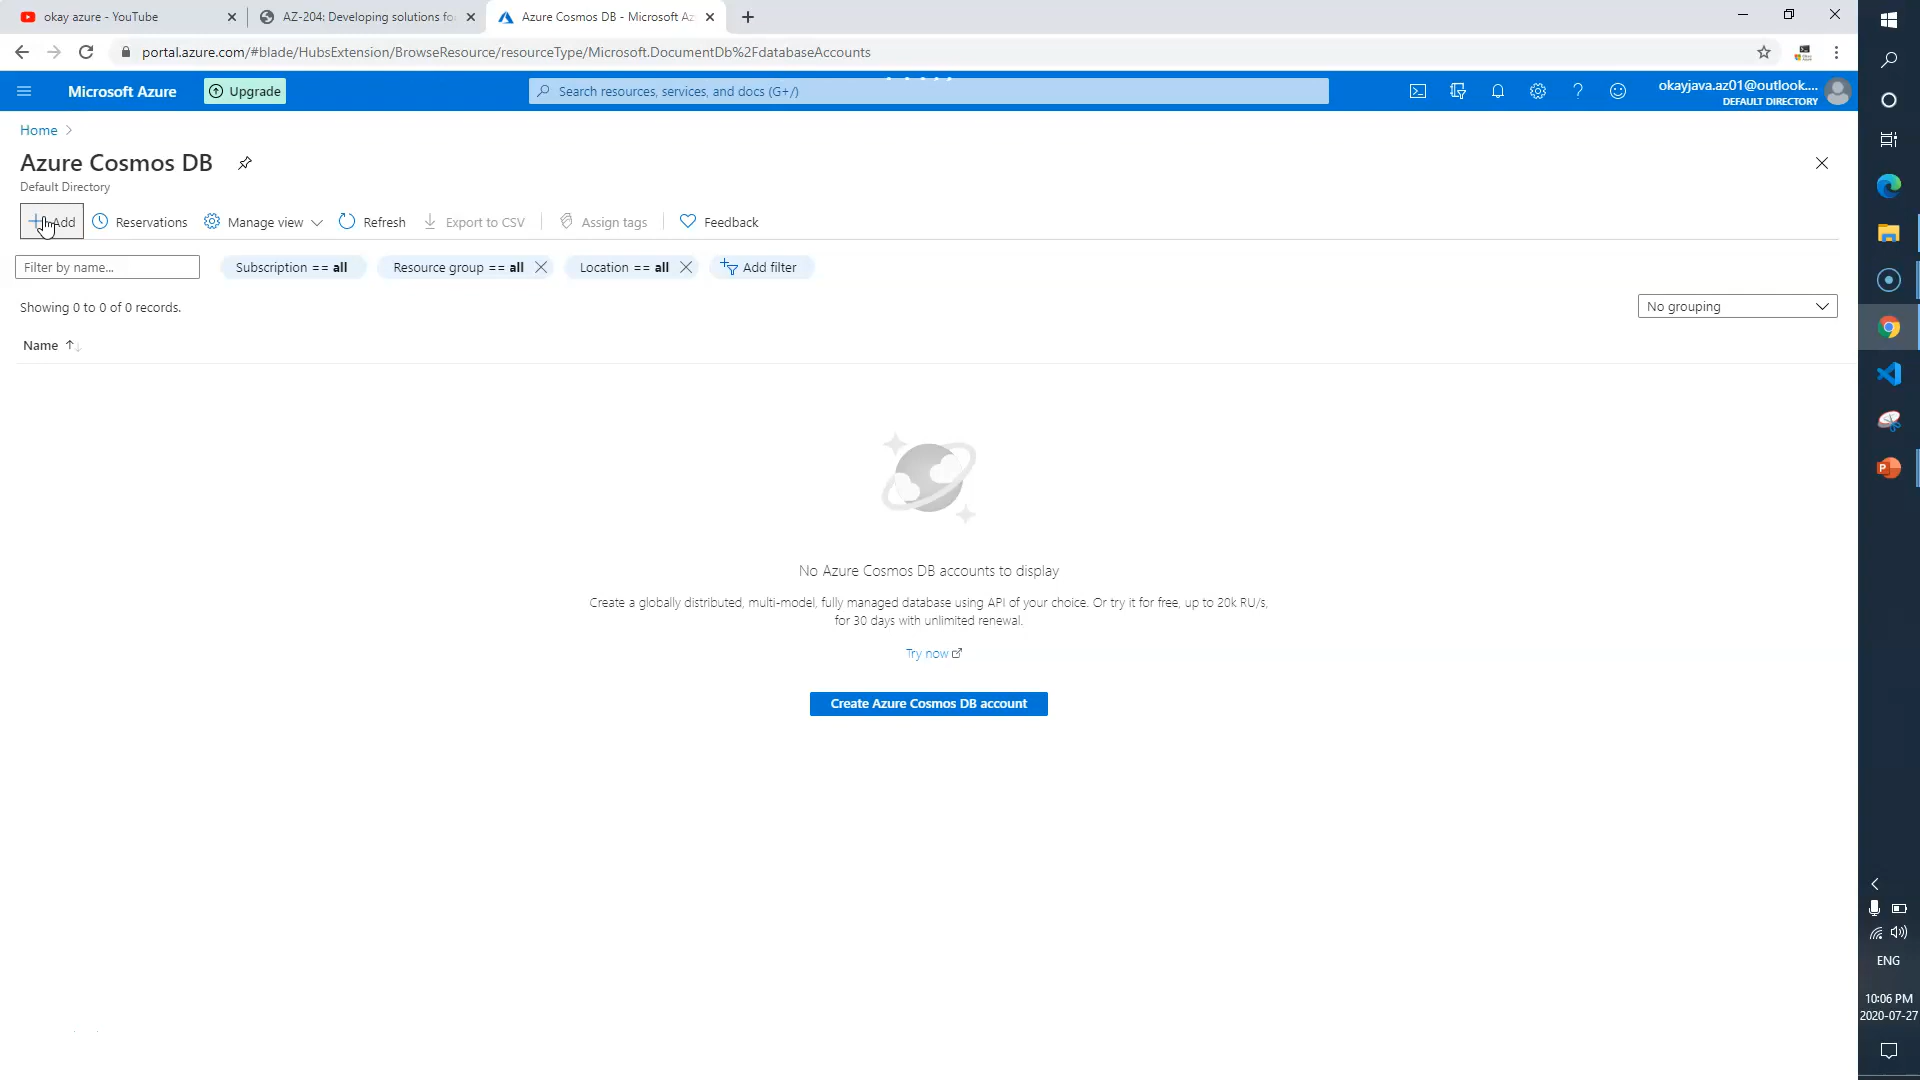 okay azure - YouTube
AZ-204: Developing solutions fo
Azure Cosmos DB - Microsoft Az
portal.azure.com/#blade/HubsExtension/BrowseResource/resourceType/Microsoft.DocumentDb%2FdatabaseAccounts
Microsoft Azure
Upgrade
Search resources, services, and docs (G+/)
okayjava.az01@outlook....
DEFAULT DIRECTORY
Home
Azure Cosmos DB
Default Directory
Add
Reservations
Manage view
Refresh
Export to CSV
Assign tags
Feedback
Filter by name...
Subscription == all
Resource group == all
Location == all
Add filter
Showing 0 to 0 of 0 records.
No grouping
Name
No Azure Cosmos DB accounts to display
Create a globally distributed, multi-model, fully managed database using API of your choice. Or try it for free, up to 20k RU/s,
for 30 days with unlimited renewal.
Try now
Create Azure Cosmos DB account
ENG
10:06 PM
2020-07-27